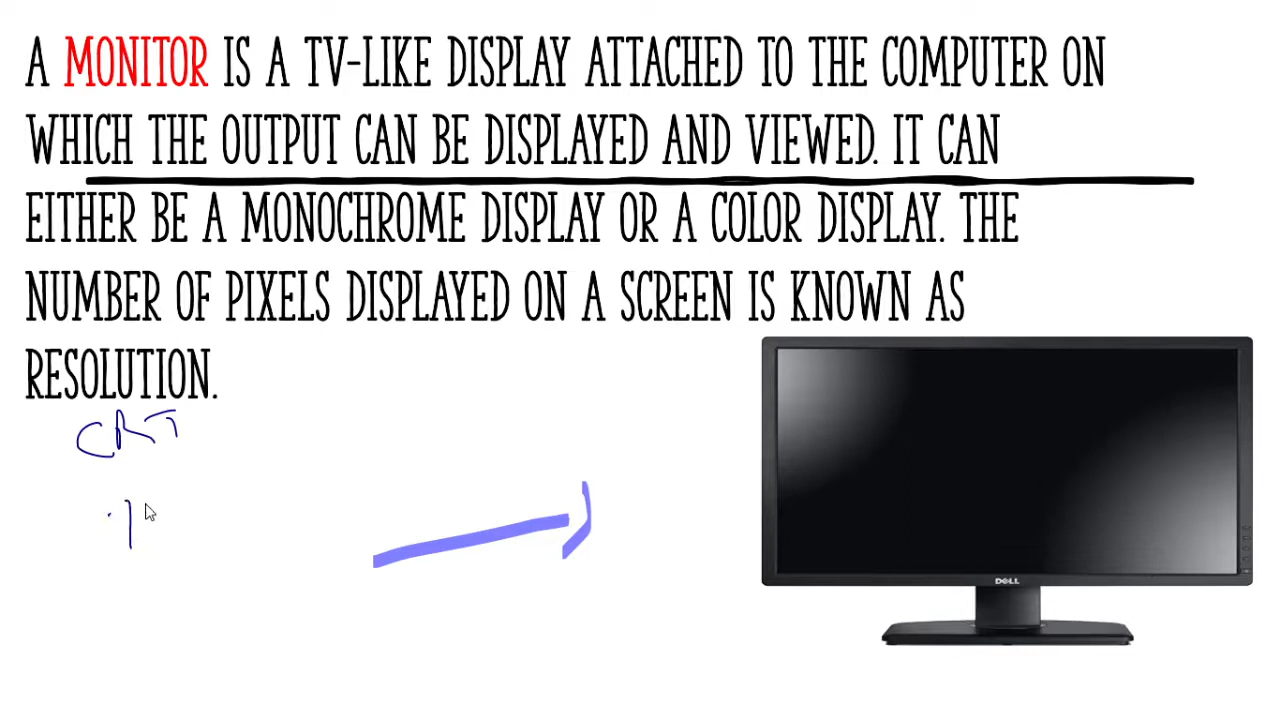 A MONITOR IS A TV-LIKE DISPLAY ATTACHED TO THE COMPUTER ON
WHICH THE OUTPUT CAN BE DISPLAYED AND VIEWED. IT CAN
EITHER BE A MONOCHROME DISPLAY OR A COLOR DISPLAY. THE
NUMBER OF PIXELS DISPLAYED ON A SCREEN IS KNOWN AS
RESOLUTION.
CRT
DELL